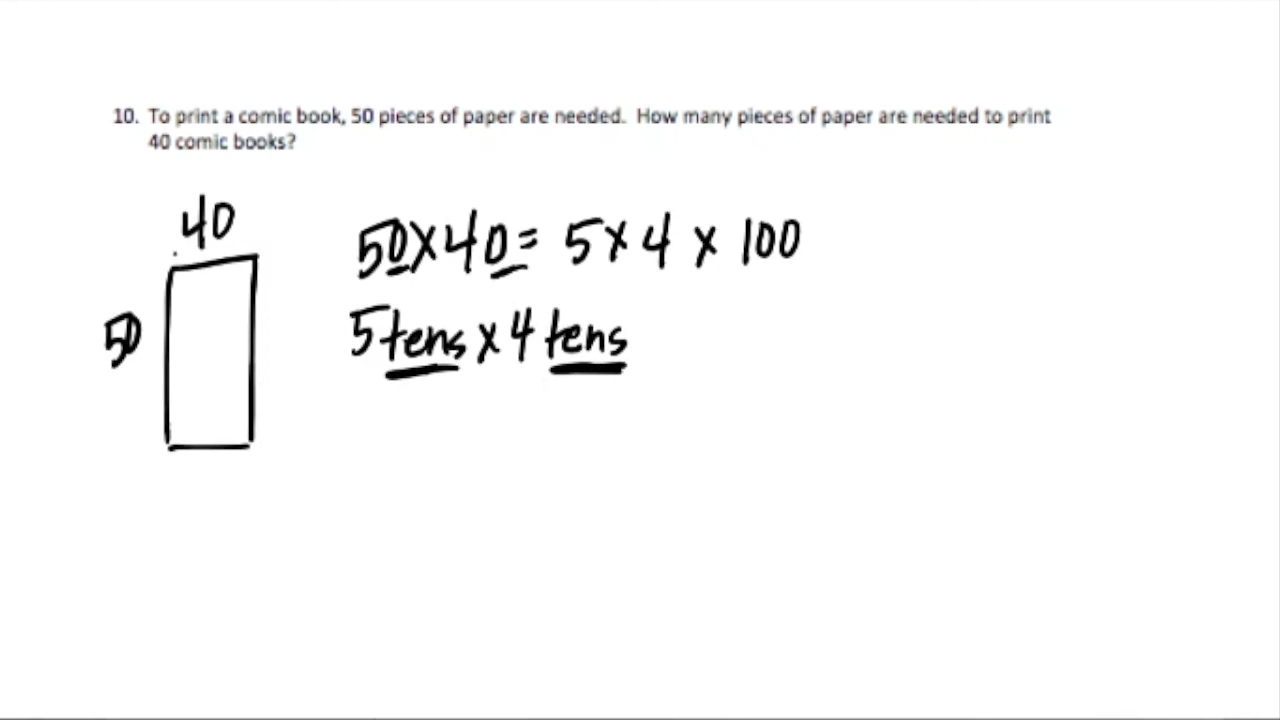 10. To print a comic book, 50 pieces of paper are needed. How many pieces of paper are needed to print
40 comic books?
40
50x40= 5x4 x 100
50
5 tens x 4 tens